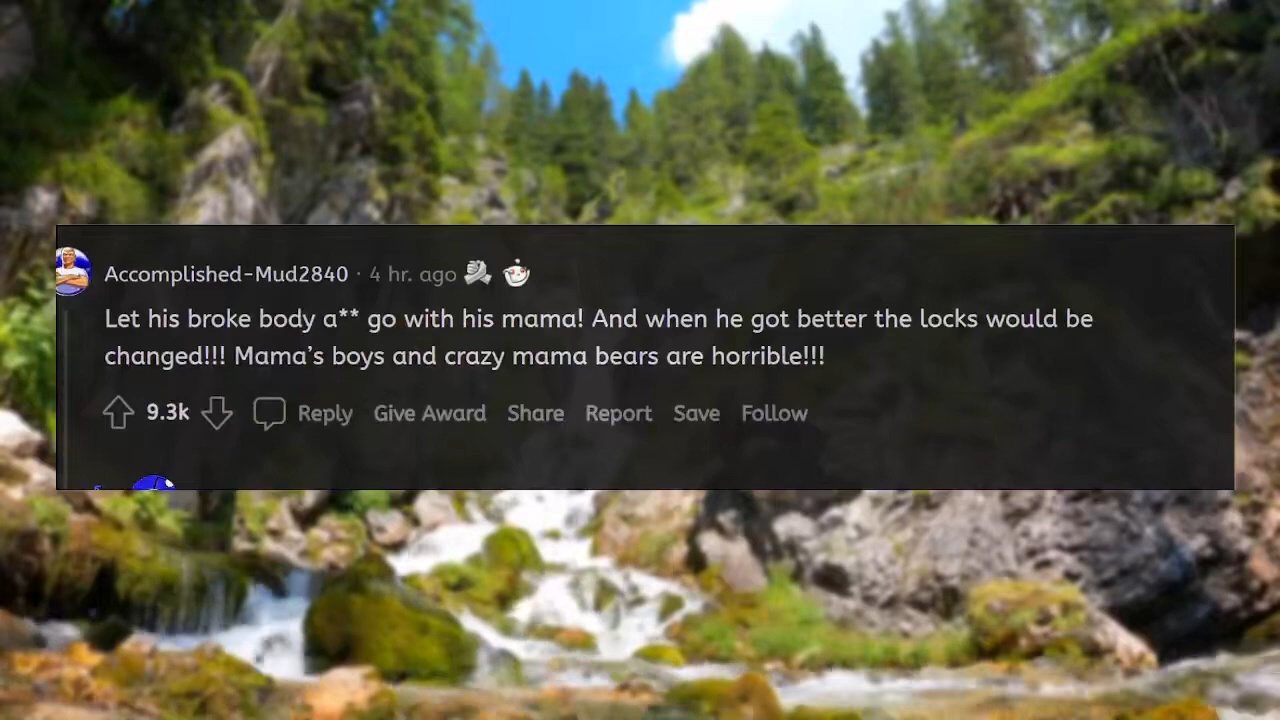 Accomplished-Mud2840 · 4 hr. ago
Let his broke body a** go with his mama! And when he got better the locks would be
changed!!! Mama's boys and crazy mama bears are horrible!!!
9.3k Reply Give Award Share Report Save Follow